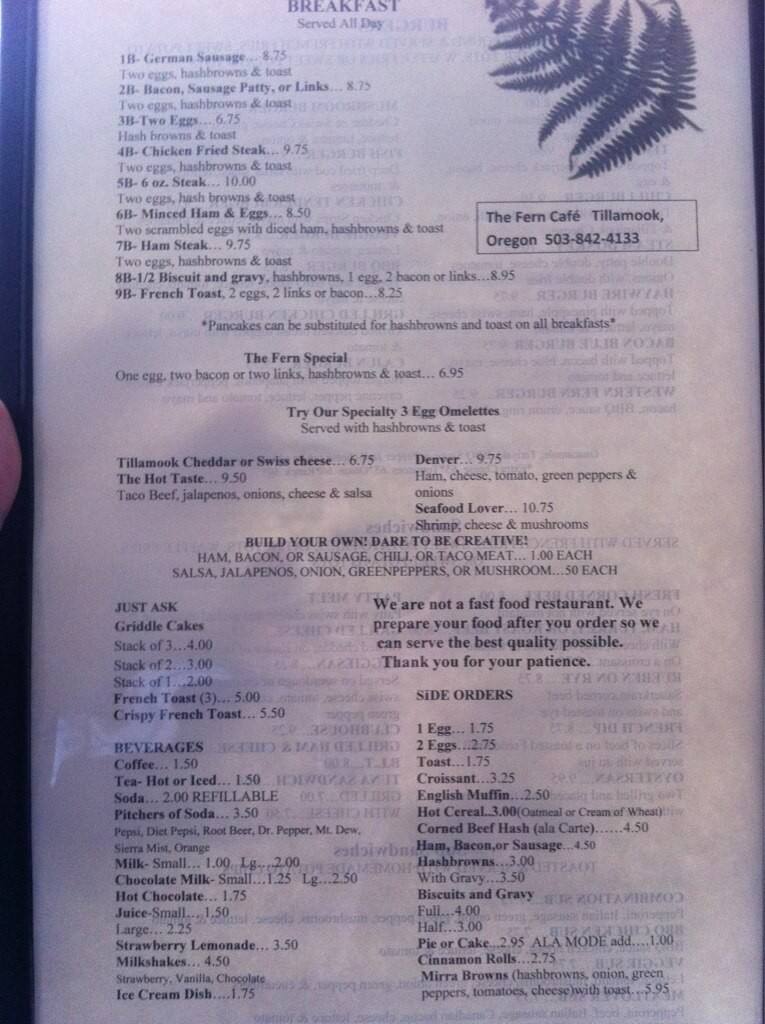 BREAKFAST
Served All Day
1B- German Sausage... 8.75
Two eggs, hashbrowns & toast
2B- Bacon, Sausage Patty, or Links... 8.75
Two eggs, hashbrowns & toast
3B-Two Eggs....6.75
Hash browns & toast
4B- Chicken Fried Steak... 9.75
Two eggs, hashbrowns & toast
5B- 6 oz. Steak... 10.00
Two eggs, hash browns & toast
6B- Minced Ham & Eggs... 8.50
Two scrambled eggs with diced ham, hashbrowns & toast
7B- Ham Steak... 9.75
Two eggs, hashbrowns & toast
8B-1/2 Biscuit and gravy, hashbrowns, 1 egg, 2 bacon or links...8.95
9B- French Toast, 2 eggs, 2 links or bacon...8.25
The Fern Café Tillamook,
Oregon 503-842-4133
*Pancakes can be substituted for hashbrowns and toast on all breakfasts*
The Fern Special
One egg, two bacon or two links, hashbrowns & toast... 6.95
Try Our Specialty 3 Egg Omelettes
Served with hashbrowns & toast
Tillamook Cheddar or Swiss cheese... 6.75
The Hot Taste... 9.50
Taco Beef, jalapenos, onions, cheese & salsa
Denver... 9.75
Ham, cheese, tomato, green peppers &
onions
Seafood Lover... 10.75
Shrimp, cheese & mushrooms
BUILD YOUR OWN! DARE TO BE CREATIVE!
HAM, BACON, OR SAUSAGE, CHILI, OR TACO MEAT... 1.00 EACH
SALSA, JALAPENOS, ONION, GREENPEPPERS, OR MUSHROOM...50 EACH
JUST ASK
Griddle Cakes
Stack of 3...4.00
Stack of 2...3.00
Stack of 1...2.00
French Toast (3)... 5.00
Crispy French Toast... 5.50
BEVERAGES
Coffee... 1.50
Tea- Hot or Iced... 1.50
Soda... 2.00 REFILLABLE
Pitchers of Soda... 3.50
Pepsi, Diet Pepsi, Root Beer, Dr. Pepper, Mt. Dew,
Sierra Mist, Orange
Milk- Small... 1.00 Lg...2.00
Chocolate Milk- Small...1.25 Lg...2.50
Hot Chocolate... 1.75
Juice-Small... 1.50
Large... 2.25
Strawberry Lemonade... 3.50
Milkshakes... 4.50
Strawberry, Vanilla, Chocolate
Ice Cream Dish....1.75
We are not a fast food restaurant. We
prepare your food after you order so we
can serve the best quality possible.
Thank you for your patience.
SiDE ORDERS
1 Egg... 1.75
2 Eggs...2.75
Toast...1.75
Croissant...3.25
English Muffin...2.50
Hot Cereal..3.00(Oatmeal or Cream of Wheat)
Corned Beef Hash (ala Carte)......4.50
Ham, Bacon,or Sausage...4.50
Hashbrowns...3.00
With Gravy...3.50
Biscuits and Gravy
Full...4.00
Half...3.00
Pie or Cake...2.95 ALA MODE add....1.00
Cinnamon Rolls...2.75
Mirra Browns (hashbrowns, onion, green
peppers, tomatoes, cheese)with toast....5.95